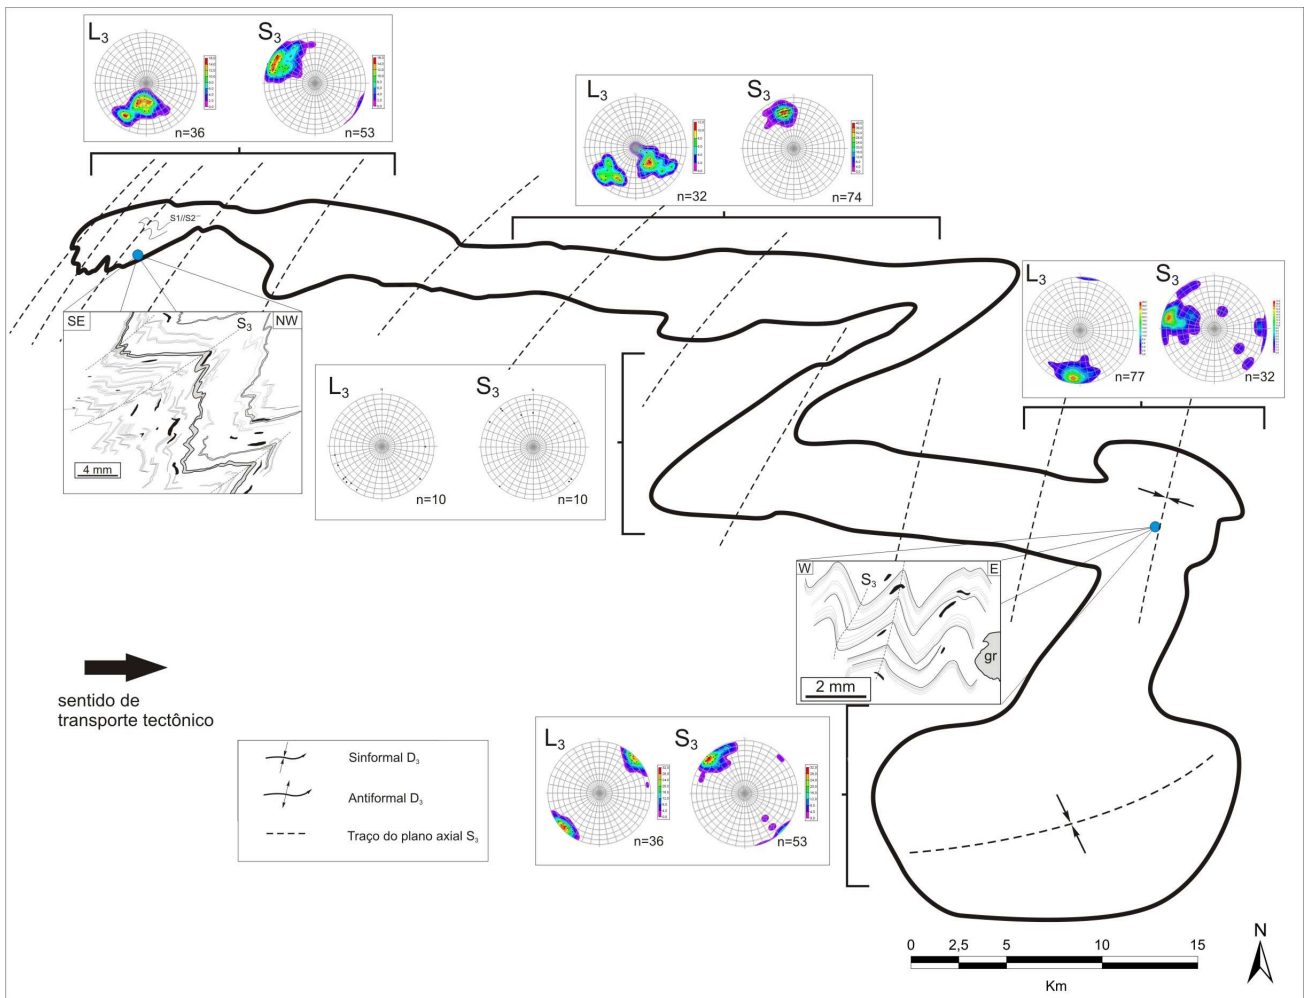 L3
S3
n=36
n=53
L3
S3
n=32
n=74
S1//S2
L3
S3
n=77
n=32
SE
S3
NW
4 mm
L3
S3
n=10
n=10
W
S3
E
gr
2 mm
sentido de
transporte tectônico
Sinformal D3
Antiformal D3
Traço do plano axial S3
L3
S3
n=36
n=53
N
0 2,5 5 10 15
Km